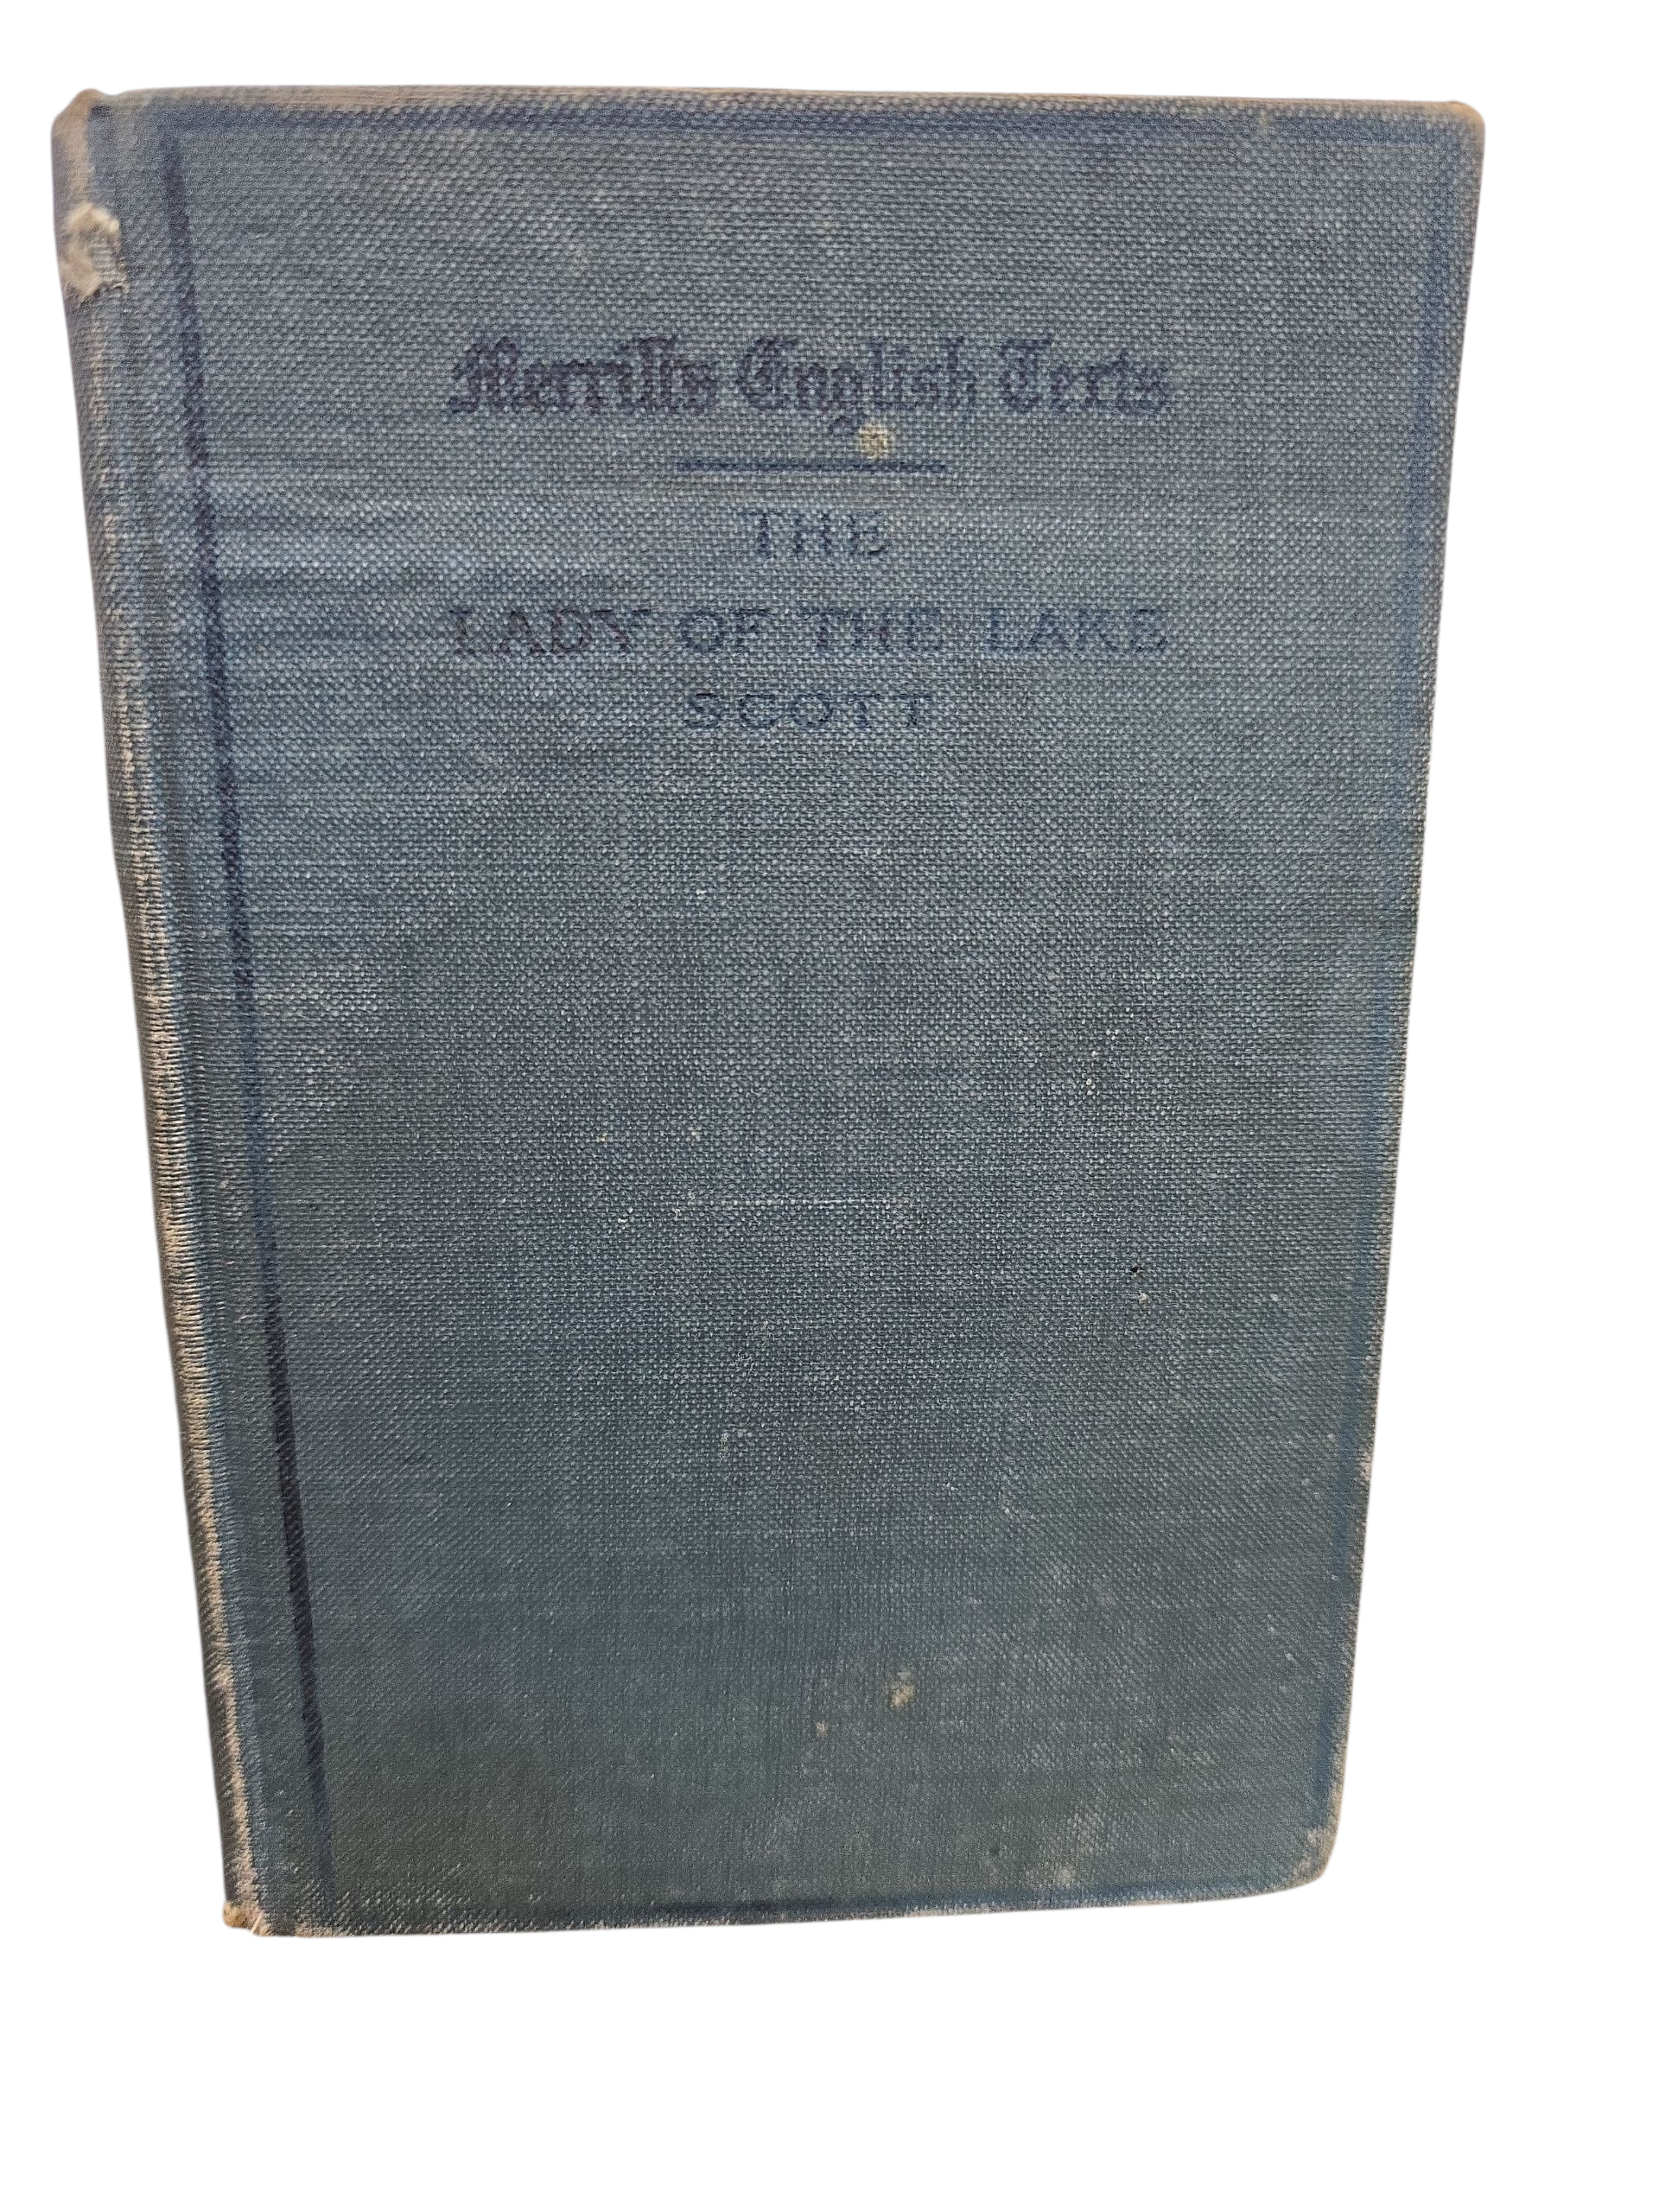 Merrill's English Texts
THE
LADY OF THE LAKE
SCOTT